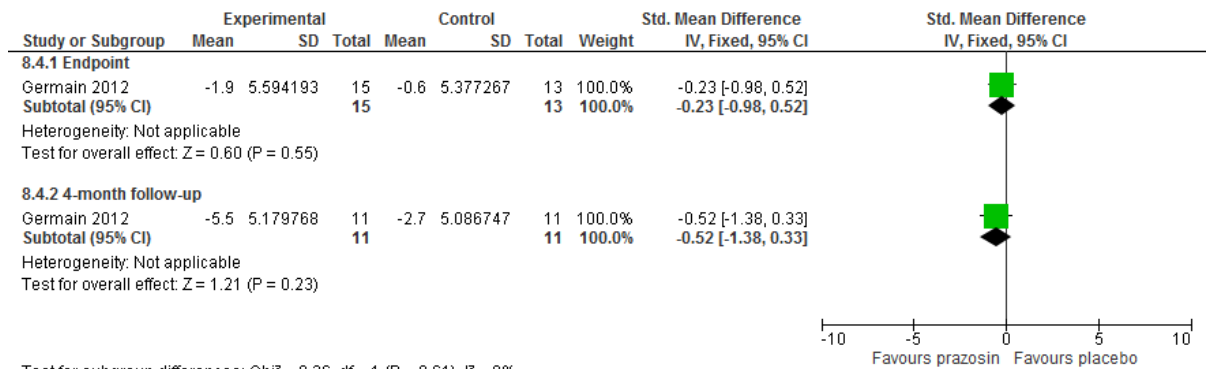 Experimental Control Std. Mean Difference Std. Mean Difference
Study or Subgroup Mean SD Total Mean SD Total Weight IV, Fixed, 95% CI IV, Fixed, 95% CI
8.4.1 Endpoint
Germain 2012 -1.9 5.594193 15 -0.6 5.377267 13 100.0% -0.23 [-0.98, 0.52]
Subtotal (95% CI) 15 13 100.0% -0.23 [-0.98, 0.52]
Heterogeneity: Not applicable
Test for overall effect: Z = 0.60 (P = 0.55)
8.4.2 4-month follow-up
Germain 2012 -5.5 5.179768 11 -2.7 5.086747 11 100.0% -0.52 [-1.38, 0.33]
Subtotal (95% CI) 11 11 100.0% -0.52 [-1.38, 0.33]
Heterogeneity: Not applicable
Test for overall effect: Z = 1.21 (P = 0.23)
-10 -5 0 5 10
Favours prazosin Favours placebo